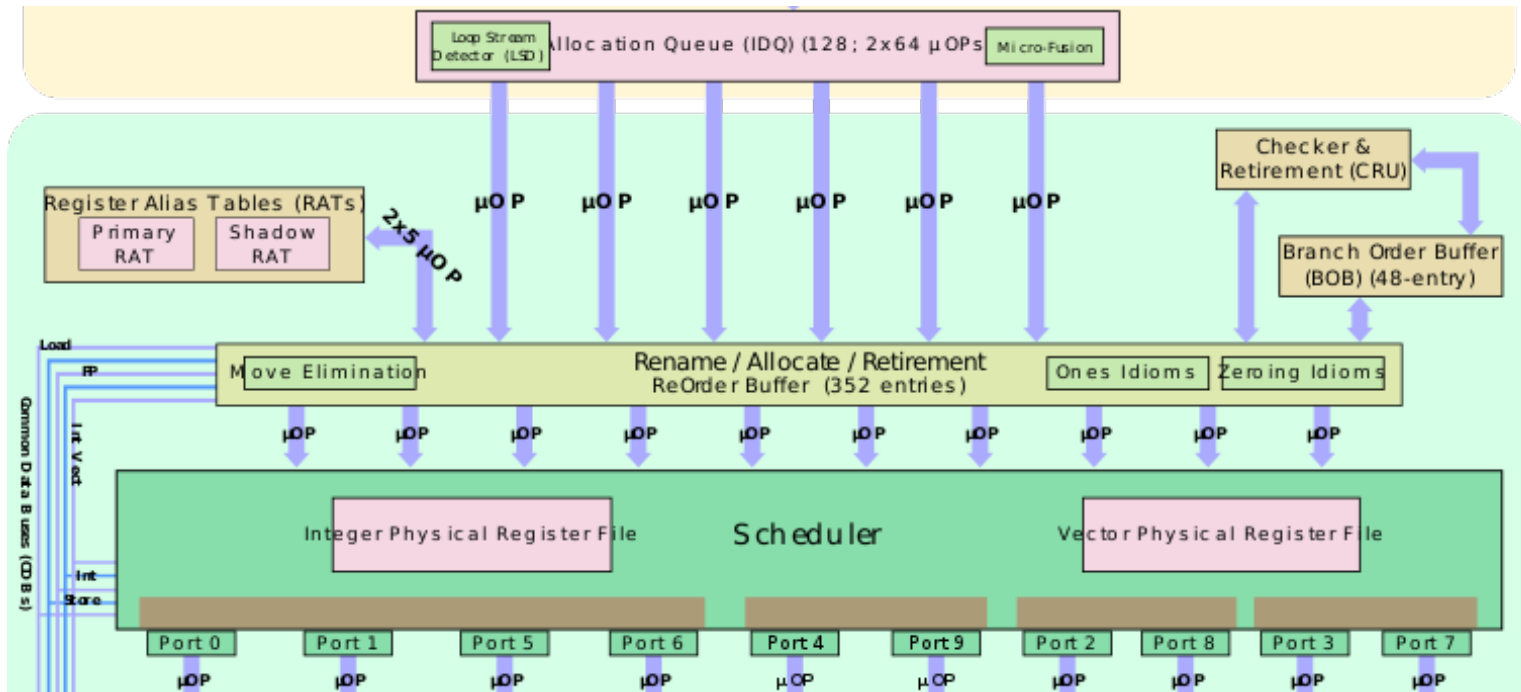 Loop Stream
Detector (LSD)
Allocation Queue (IDQ) (128; 2x64 µOPs
Micro-Fusion
Checker &
Retirement (CRU)
Register Alias Tables (RATs)
Primary
RAT
Shadow
RAT
2x5 µOP
µOP µOP µOP µOP µOP µOP
Branch Order Buffer
(BOB) (48-entry)
Load
FP
Move Elimination
Rename / Allocate / Retirement
ReOrder Buffer (352 entries)
Ones Idioms
Zeroing Idioms
µOP µOP µOP µOP µOP µOP µOP µOP µOP µOP
Common Data Buses (CDBs)
Int Vect
Integer Physical Register File
Scheduler
Vector Physical Register File
Int
Store
Port 0 Port 1 Port 5 Port 6 Port 4 Port 9 Port 2 Port 8 Port 3 Port 7
µOP µOP µOP µOP µOP µOP µOP µOP µOP µOP